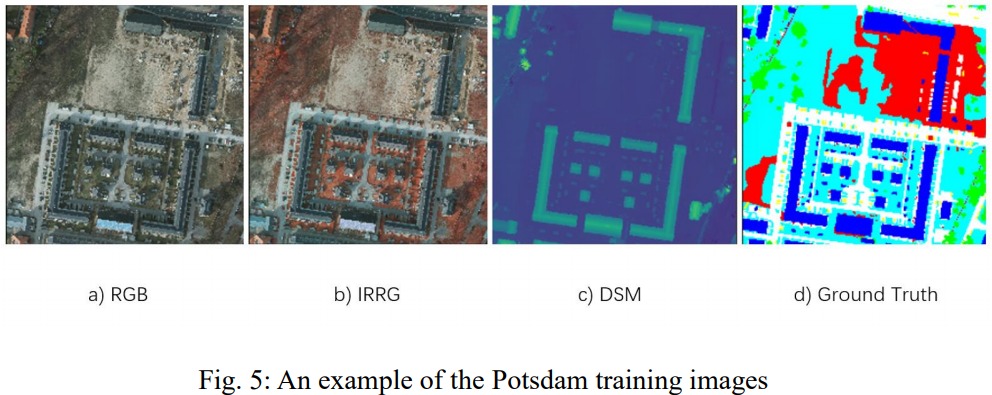 a) RGB
b) IRRG
c) DSM
d) Ground Truth
Fig. 5: An example of the Potsdam training images